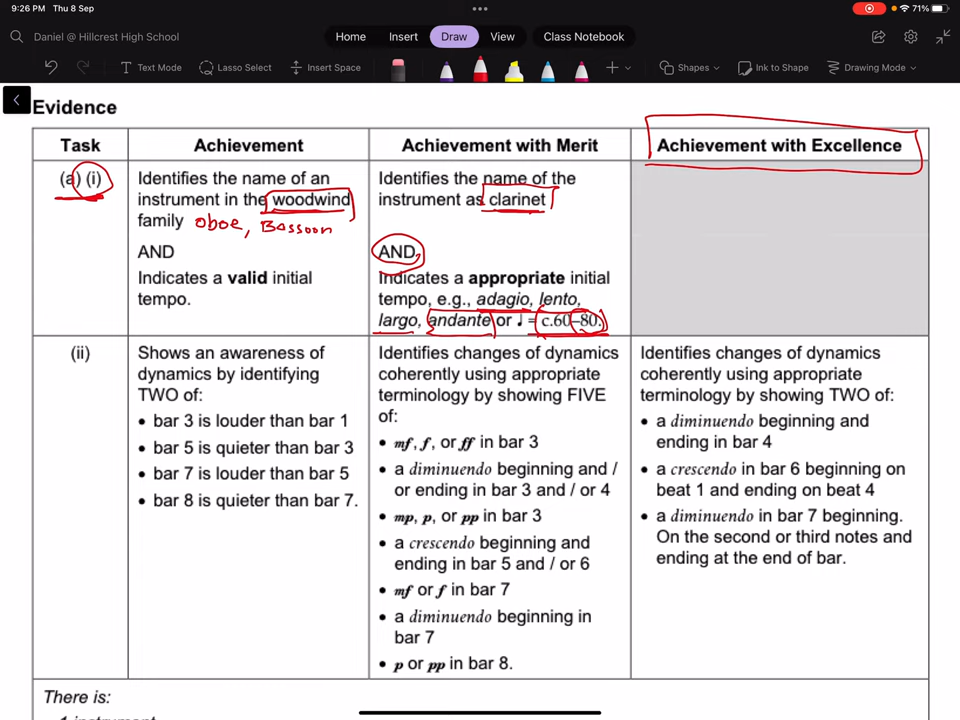 9:26 PM Thu 8 Sep
71%
Daniel @ Hillcrest High School
Home Insert Draw View Class Notebook
Text Mode Lasso Select Insert Space Shapes Ink to Shape Drawing Mode
Evidence
Task Achievement Achievement with Merit Achievement with Excellence
(a) (i)
Identifies the name of an
instrument in the woodwind
family oboe, Bassoon
AND
Indicates a valid initial
tempo.
Identifies the name of the
instrument as clarinet
AND
Indicates a appropriate initial
tempo, e.g., adagio, lento,
largo, andante or ♩ = c.60–80.
(ii)
Shows an awareness of
dynamics by identifying
TWO of:
• bar 3 is louder than bar 1
• bar 5 is quieter than bar 3
• bar 7 is louder than bar 5
• bar 8 is quieter than bar 7.
Identifies changes of dynamics
coherently using appropriate
terminology by showing FIVE
of:
• mf, f, or ff in bar 3
• a diminuendo beginning and /
or ending in bar 3 and / or 4
• mp, p, or pp in bar 3
• a crescendo beginning and
ending in bar 5 and / or 6
• mf or f in bar 7
• a diminuendo beginning in
bar 7
• p or pp in bar 8.
Identifies changes of dynamics
coherently using appropriate
terminology by showing TWO of:
• a diminuendo beginning and
ending in bar 4
• a crescendo in bar 6 beginning on
beat 1 and ending on beat 4
• a diminuendo in bar 7 beginning.
On the second or third notes and
ending at the end of bar.
There is:
1 instrument